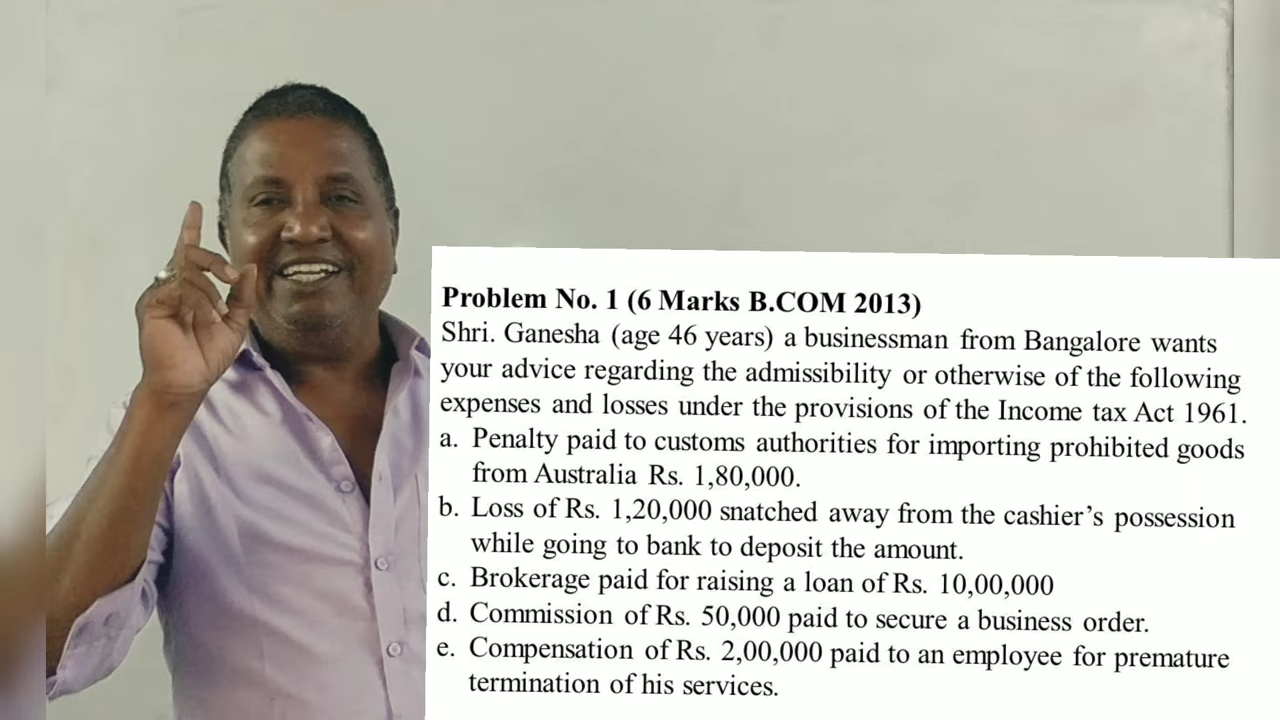 Problem No. 1 (6 Marks B.COM 2013)
Shri. Ganesha (age 46 years) a businessman from Bangalore wants
your advice regarding the admissibility or otherwise of the following
expenses and losses under the provisions of the Income tax Act 1961.
a. Penalty paid to customs authorities for importing prohibited goods
from Australia Rs. 1,80,000.
b. Loss of Rs. 1,20,000 snatched away from the cashier’s possession
while going to bank to deposit the amount.
c. Brokerage paid for raising a loan of Rs. 10,00,000
d. Commission of Rs. 50,000 paid to secure a business order.
e. Compensation of Rs. 2,00,000 paid to an employee for premature
termination of his services.